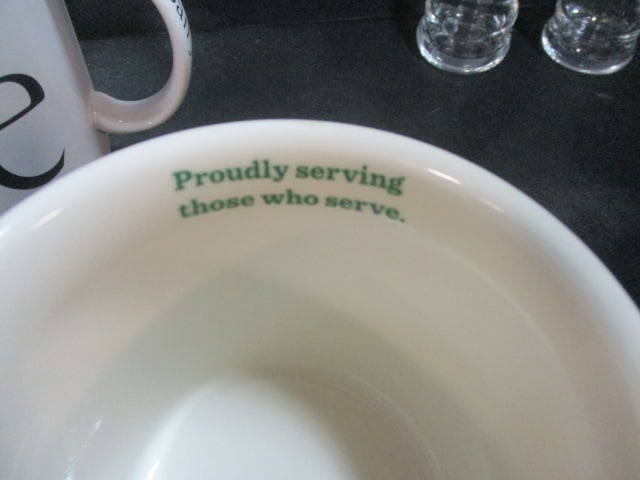 Proudly serving
those who serve.
e